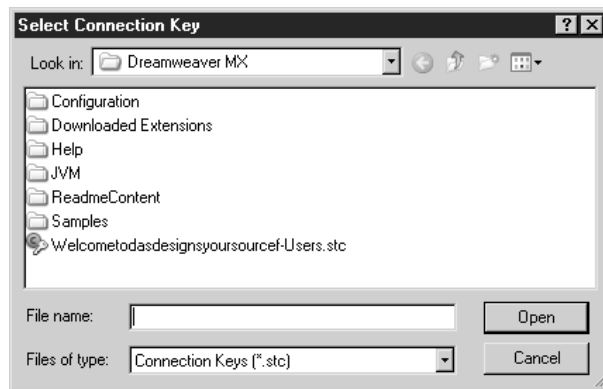 Select Connection Key
Look in: Dreamweaver MX
Configuration
Downloaded Extensions
Help
JVM
ReadmeContent
Samples
Welcometodasdesignsyoursourcef-Users.stc
File name: Open
Files of type: Connection Keys (*.stc) Cancel